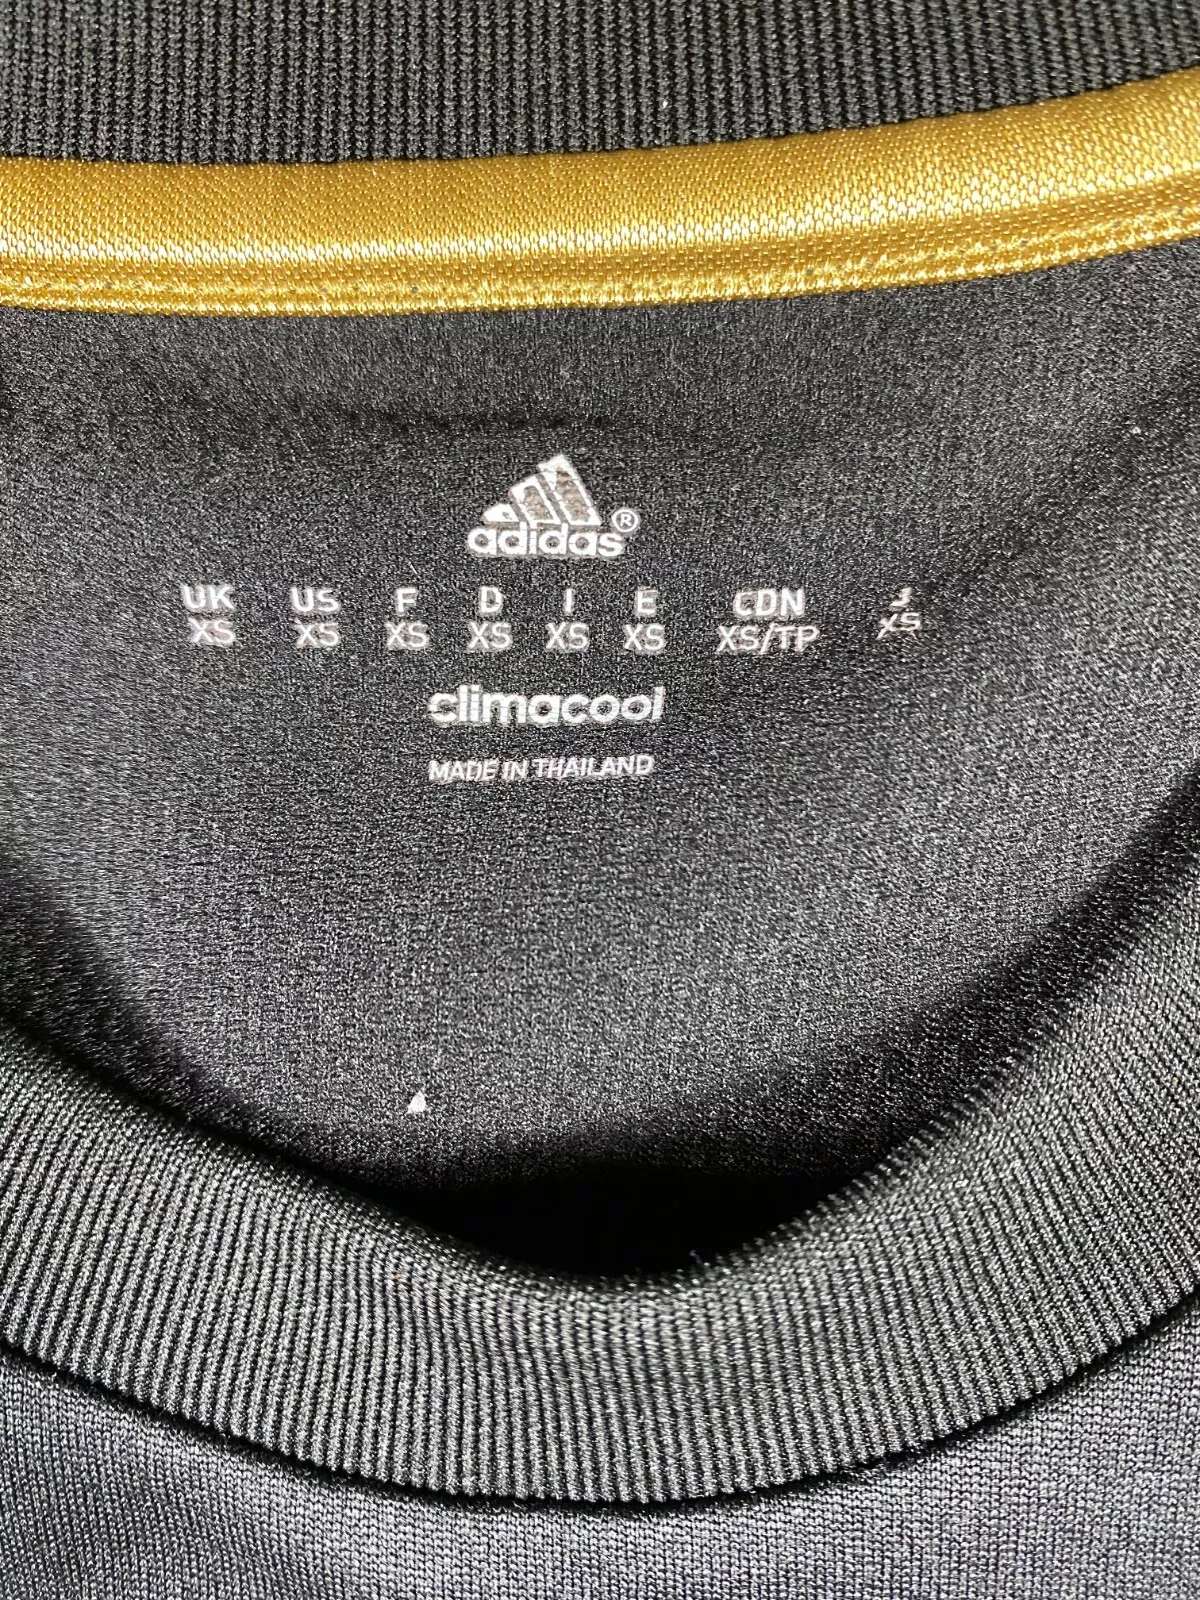 adidas®
UK US F D I E CDN J
XS XS XS XS XS XS XS/TP XS
climacool
MADE IN THAILAND